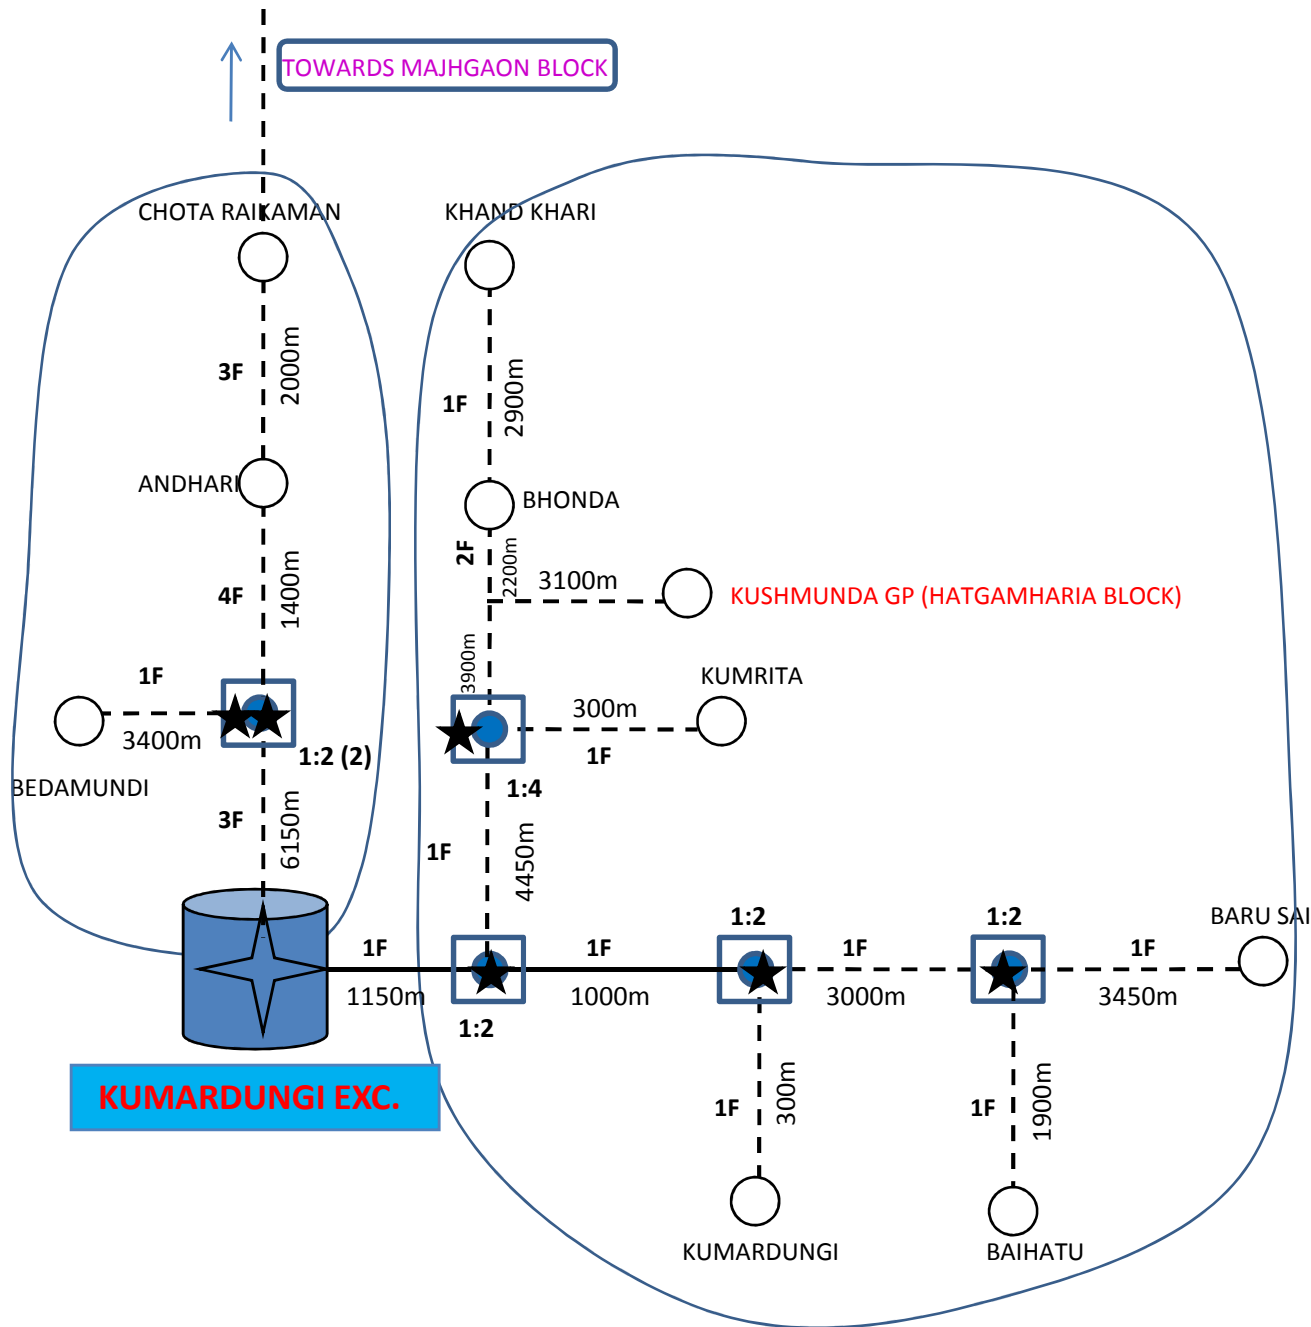 TOWARDS MAJHGAON BLOCK
CHOTA RAIKAMAN
KHAND KHARI
3F
2000m
1F
2900m
ANDHARI
BHONDA
2F
2200m
3100m
KUSHMUNDA GP (HATGAMHARIA BLOCK)
4F
1400m
1F
3400m
BEDAMUNDI
1:2 (2)
3900m
KUMRITA
300m
1F
1:4
3F
6150m
1F
4450m
1F
1150m
1:2
1F
1000m
1:2
1F
3000m
1:2
1F
3450m
BARU SAI
KUMARDUNGI EXC.
1F
300m
1F
1900m
KUMARDUNGI
BAIHATU